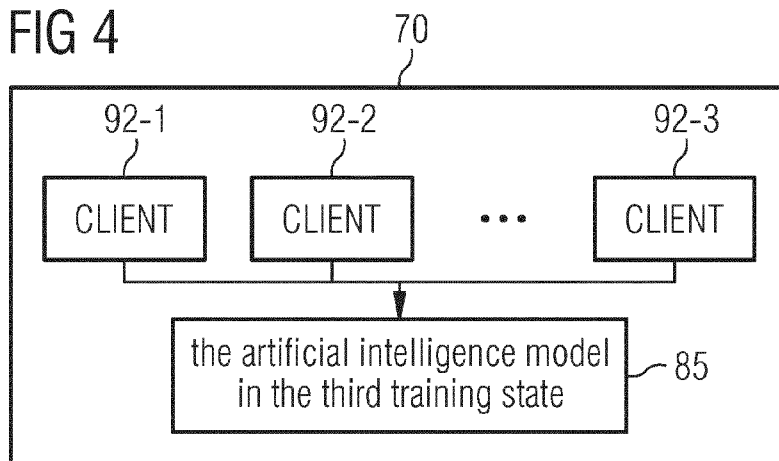 FIG 4
70
92-1 92-2 92-3
CLIENT CLIENT ••• CLIENT
the artificial intelligence model
in the third training state
85